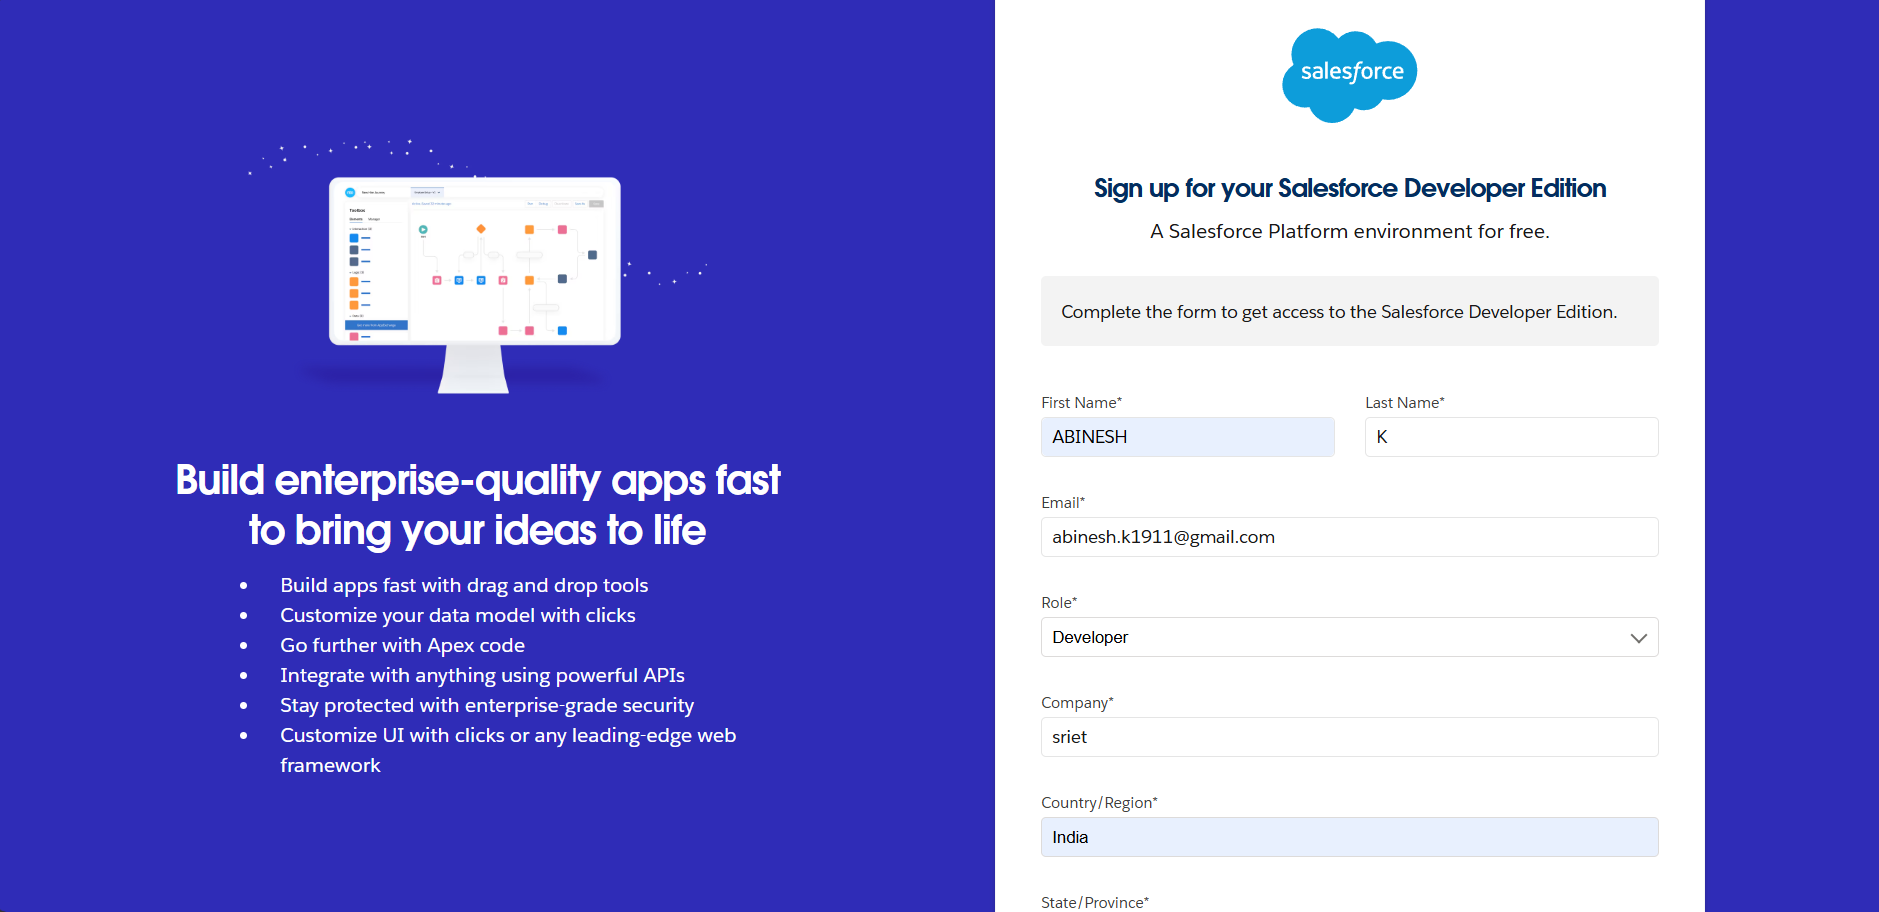 Toolbox
Build enterprise-quality apps fast
to bring your ideas to life
Build apps fast with drag and drop tools
Customize your data model with clicks
Go further with Apex code
Integrate with anything using powerful APIs
Stay protected with enterprise-grade security
Customize UI with clicks or any leading-edge web
framework
salesforce
Sign up for your Salesforce Developer Edition
A Salesforce Platform environment for free.
Complete the form to get access to the Salesforce Developer Edition.
First Name* Last Name*
ABINESH K
Email*
abinesh.k1911@gmail.com
Role*
Developer
Company*
sriet
Country/Region*
India
State/Province*